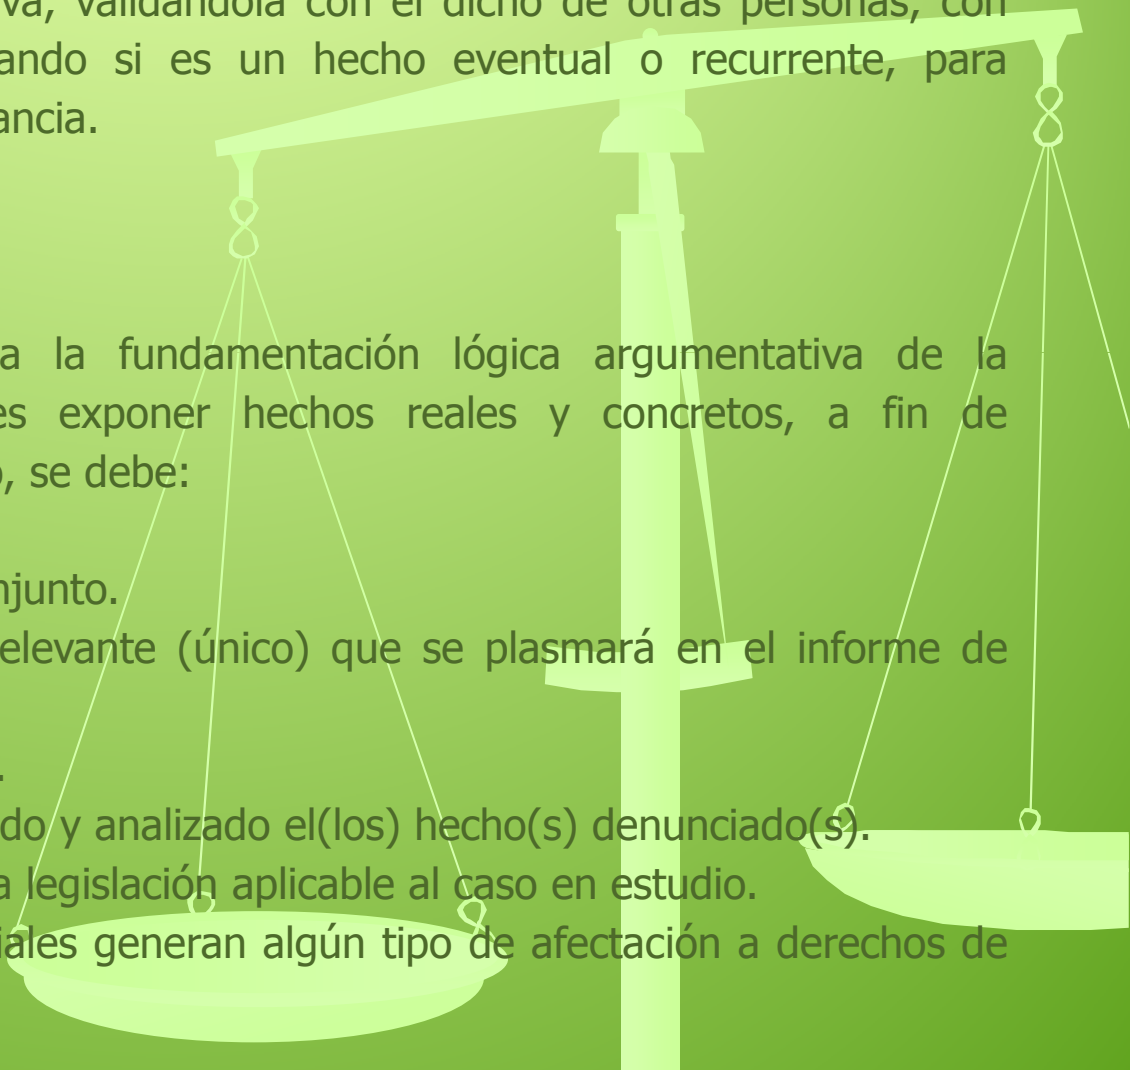 va, validándola con el dicho de otras personas, con
ando si es un hecho eventual o recurrente, para
ancia.
a la fundamentación lógica argumentativa de la
es exponer hechos reales y concretos, a fin de
o, se debe:
njunto.
elevante (único) que se plasmará en el informe de
.
do y analizado el(los) hecho(s) denunciado(s).
a legislación aplicable al caso en estudio.
iales generan algún tipo de afectación a derechos de